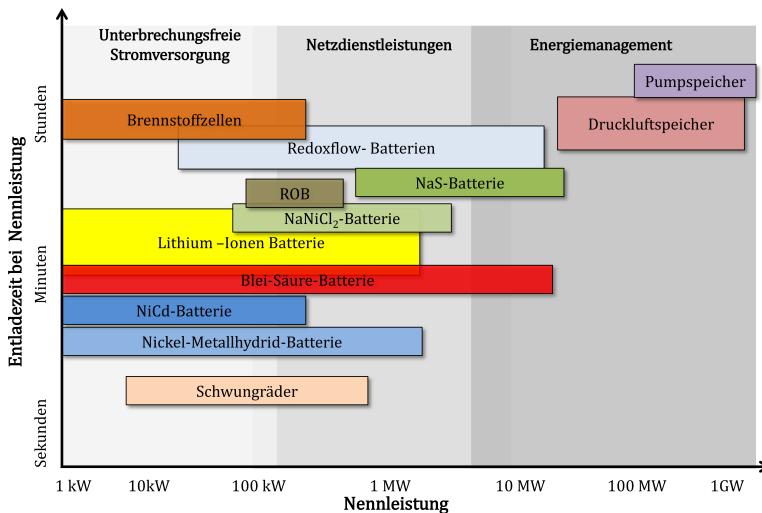 Unterbrechungsfreie
Stromversorgung
Netzdienstleistungen
Energiemanagement
Entladezeit bei Nennleistung
Stunden
Minuten
Sekunden
Pumpspeicher
Brennstoffzellen
Druckluftspeicher
Redoxflow- Batterien
NaS-Batterie
ROB
NaNiCl₂-Batterie
Lithium –Ionen Batterie
Blei-Säure-Batterie
NiCd-Batterie
Nickel-Metallhydrid-Batterie
Schwungräder
1 kW 10kW 100 kW 1 MW 10 MW 100 MW 1GW
Nennleistung